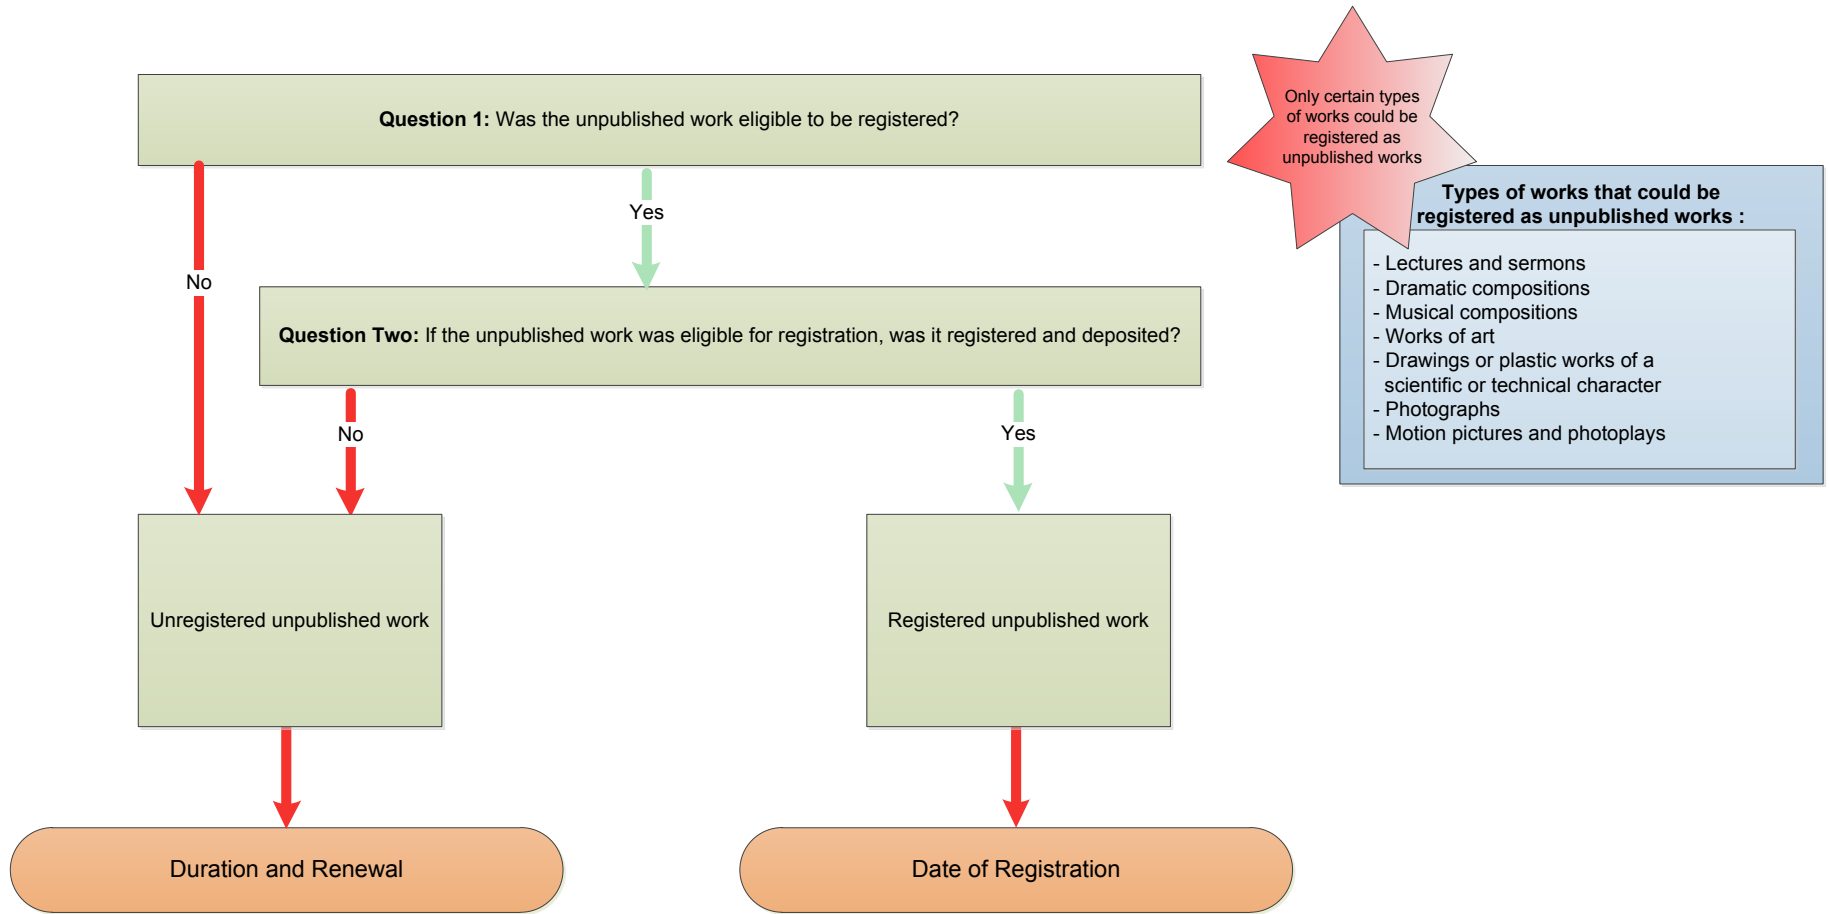 Question 1: Was the unpublished work eligible to be registered?
Only certain types
of works could be
registered as
unpublished works
Types of works that could be
registered as unpublished works :
- Lectures and sermons
- Dramatic compositions
- Musical compositions
- Works of art
- Drawings or plastic works of a
scientific or technical character
- Photographs
- Motion pictures and photoplays
Yes
No
Question Two: If the unpublished work was eligible for registration, was it registered and deposited?
No
Yes
Unregistered unpublished work
Registered unpublished work
Duration and Renewal
Date of Registration